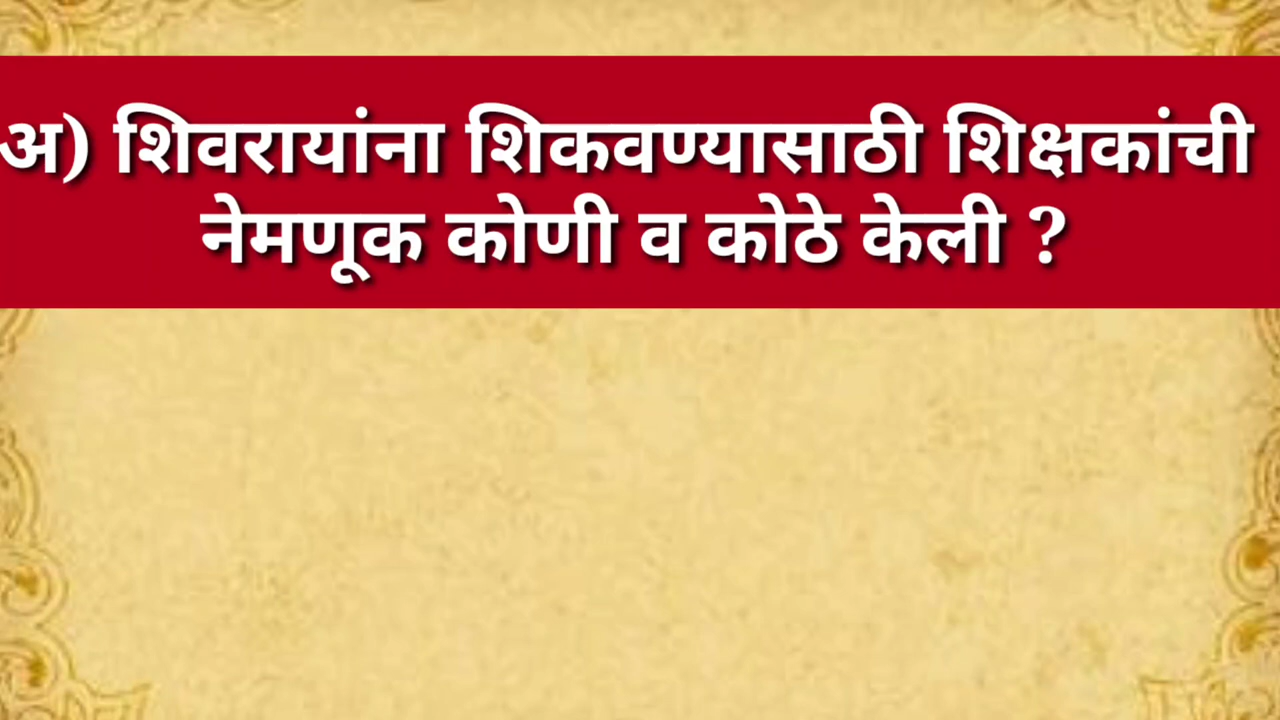 अ) शिवरायांना शिकवण्यासाठी शिक्षकांची
नेमणूक कोणी व कोठे केली ?